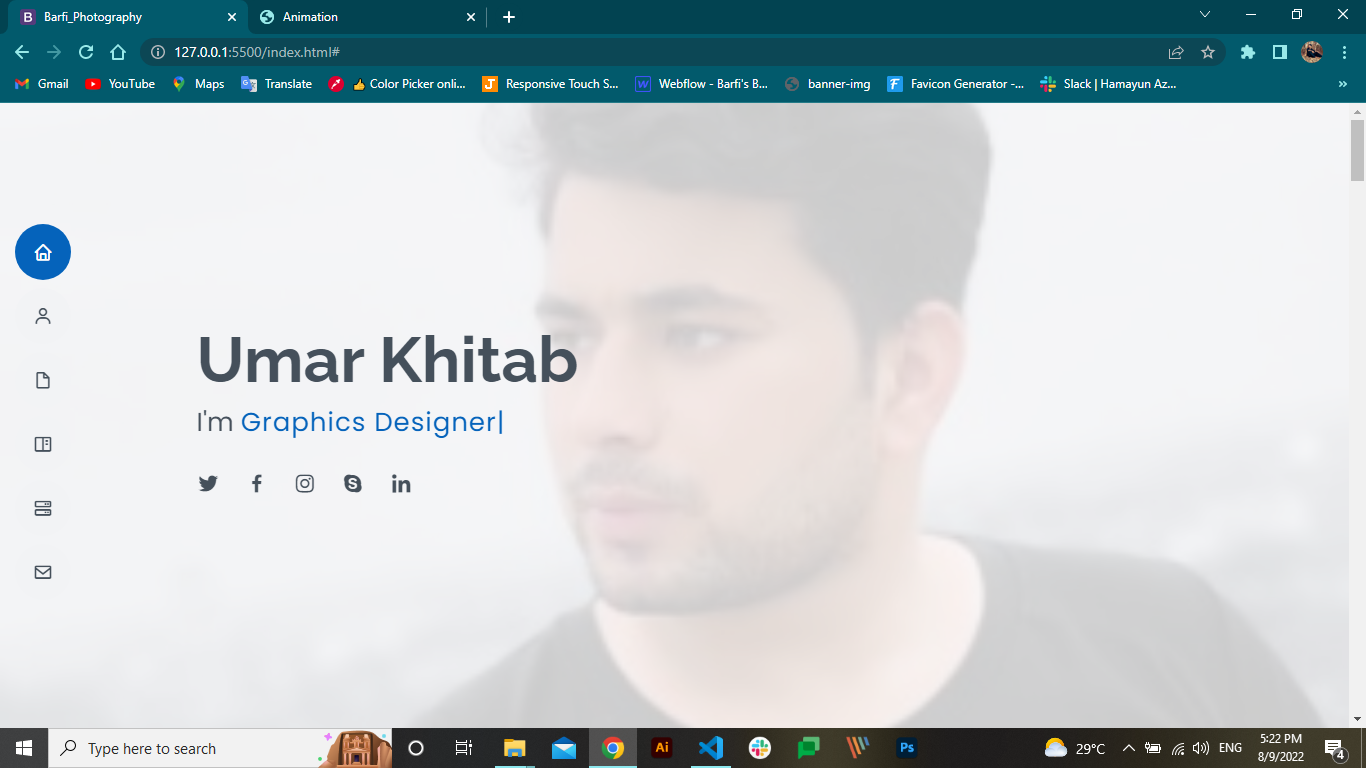 Barfi_Photography
Animation
127.0.0.1:5500/index.html#
Gmail
YouTube
Maps
Translate
👍 Color Picker onli...
Responsive Touch S...
Webflow - Barfi's B...
banner-img
Favicon Generator -...
Slack | Hamayun Az...
»
Umar Khitab
I'm Graphics Designer|
Type here to search
Ai
Ps
29°C
ENG
5:22 PM
8/9/2022
4